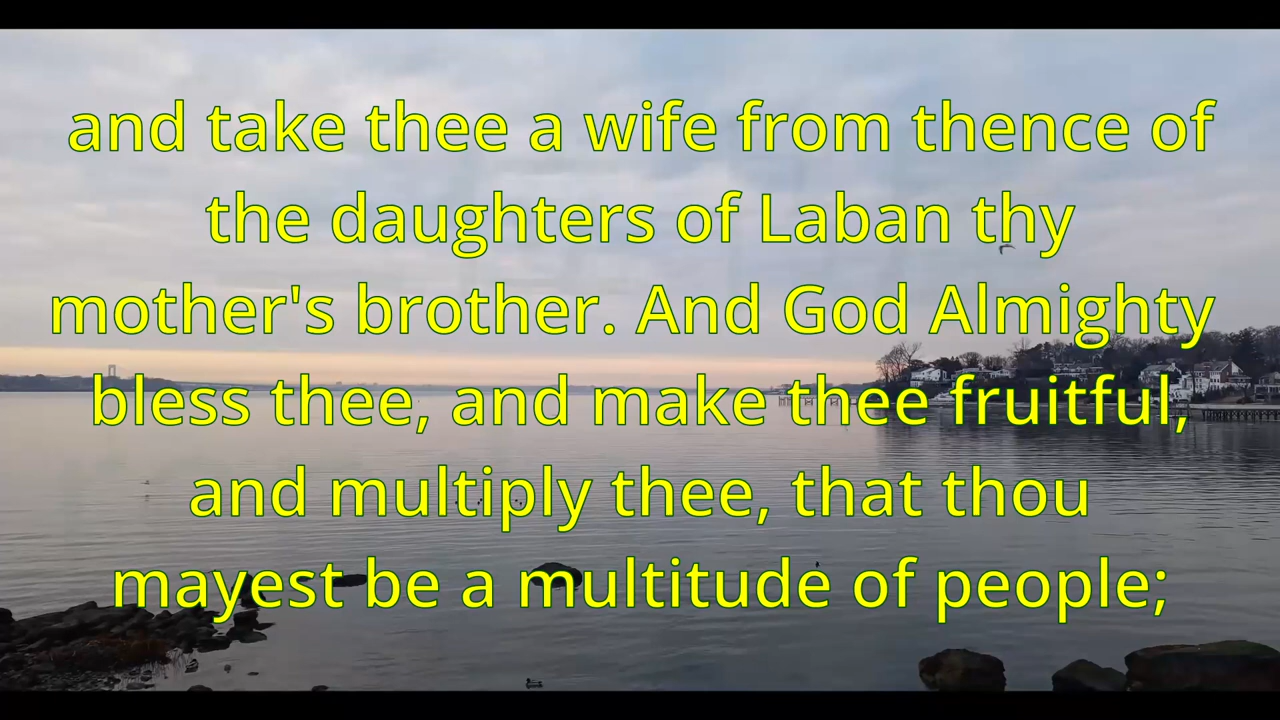 and take thee a wife from thence of
the daughters of Laban thy
mother's brother. And God Almighty
bless thee, and make thee fruitful,
and multiply thee, that thou
mayest be a multitude of people;